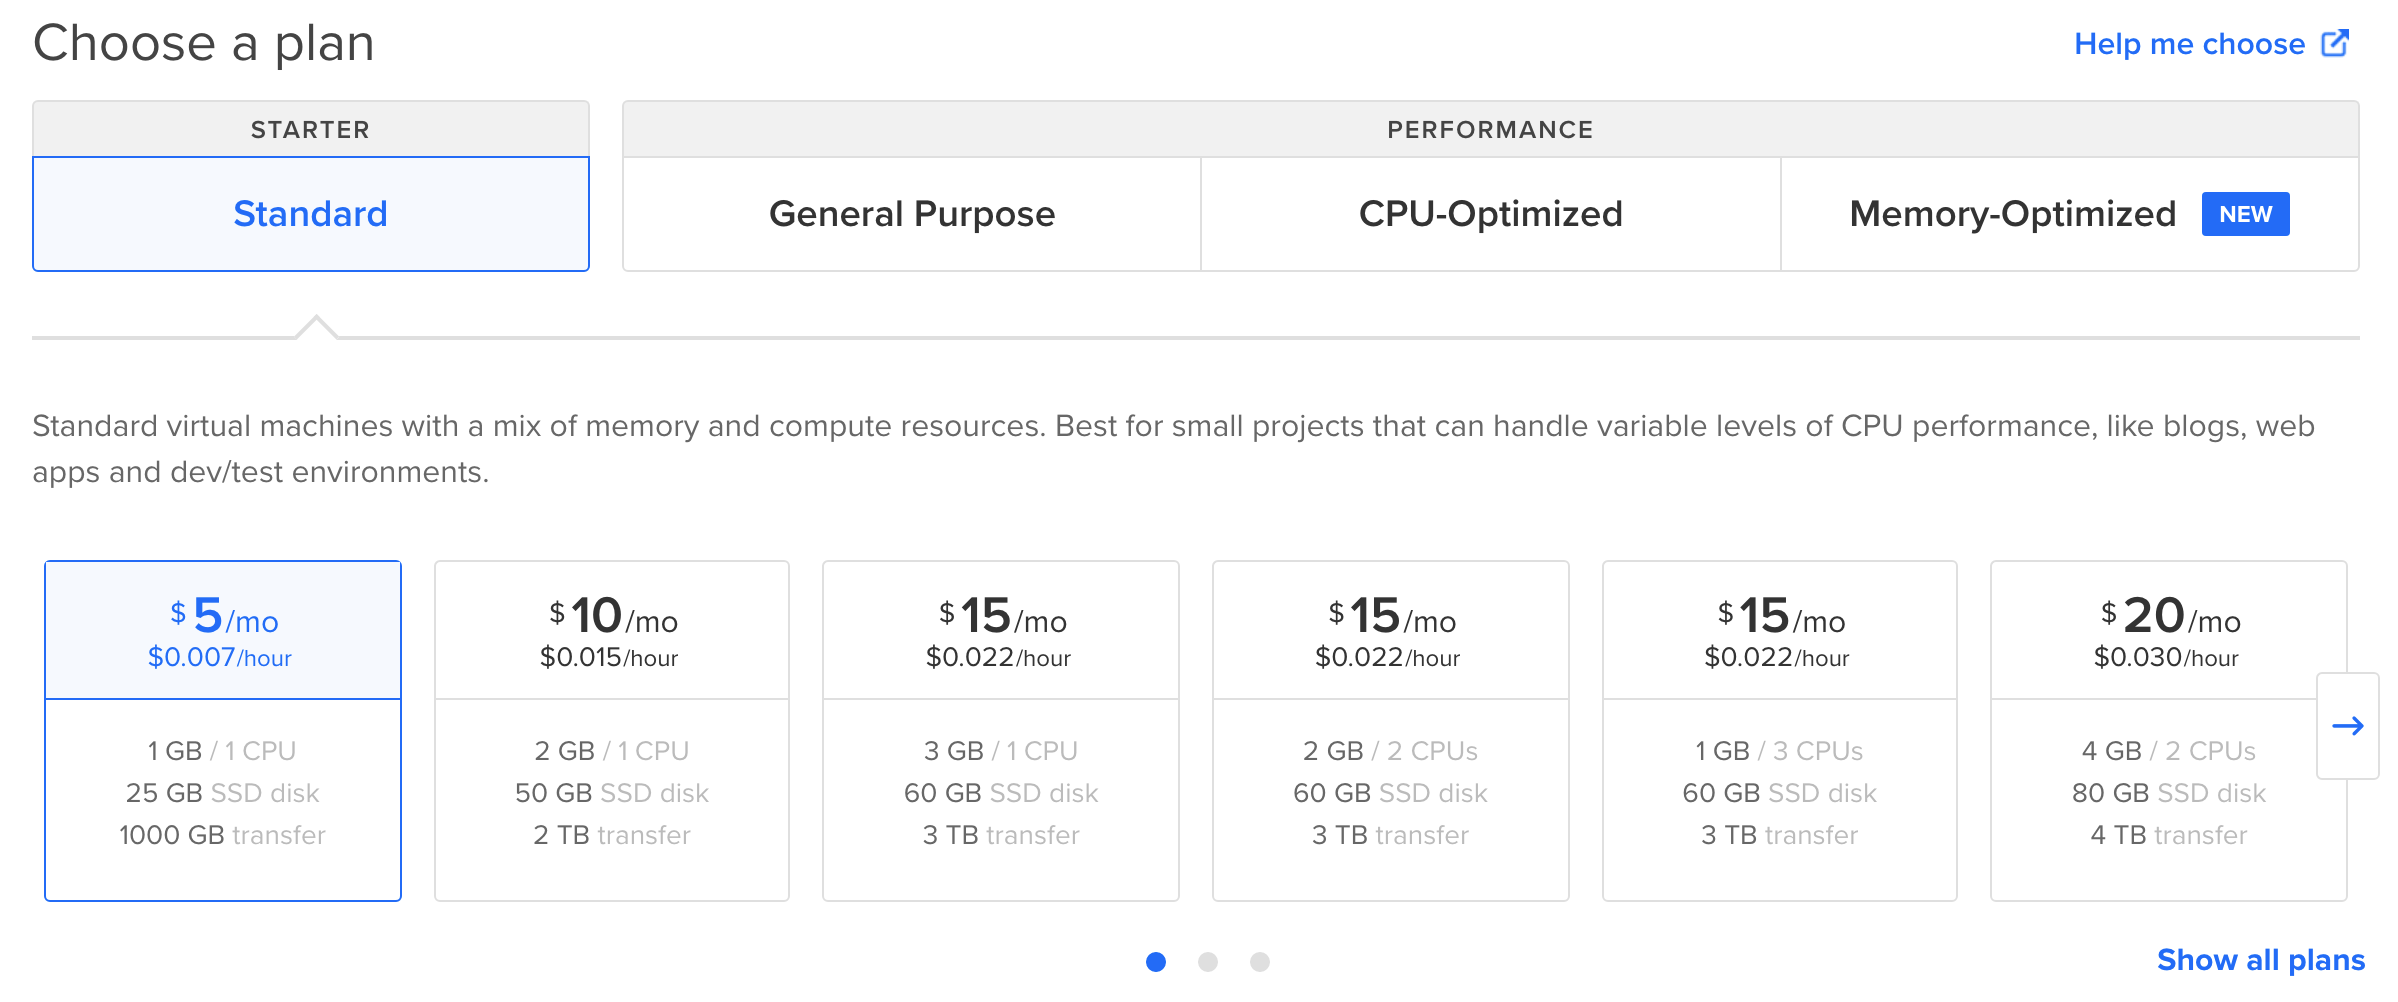 Choose a plan
Help me choose
STARTER
PERFORMANCE
Standard
General Purpose
CPU-Optimized
Memory-Optimized NEW
Standard virtual machines with a mix of memory and compute resources. Best for small projects that can handle variable levels of CPU performance, like blogs, web
apps and dev/test environments.
$ 5/mo
$0.007/hour
1 GB / 1 CPU
25 GB SSD disk
1000 GB transfer
$ 10/mo
$0.015/hour
2 GB / 1 CPU
50 GB SSD disk
2 TB transfer
$ 15/mo
$0.022/hour
3 GB / 1 CPU
60 GB SSD disk
3 TB transfer
$ 15/mo
$0.022/hour
2 GB / 2 CPUs
60 GB SSD disk
3 TB transfer
$ 15/mo
$0.022/hour
1 GB / 3 CPUs
60 GB SSD disk
3 TB transfer
$ 20/mo
$0.030/hour
4 GB / 2 CPUs
80 GB SSD disk
4 TB transfer
Show all plans